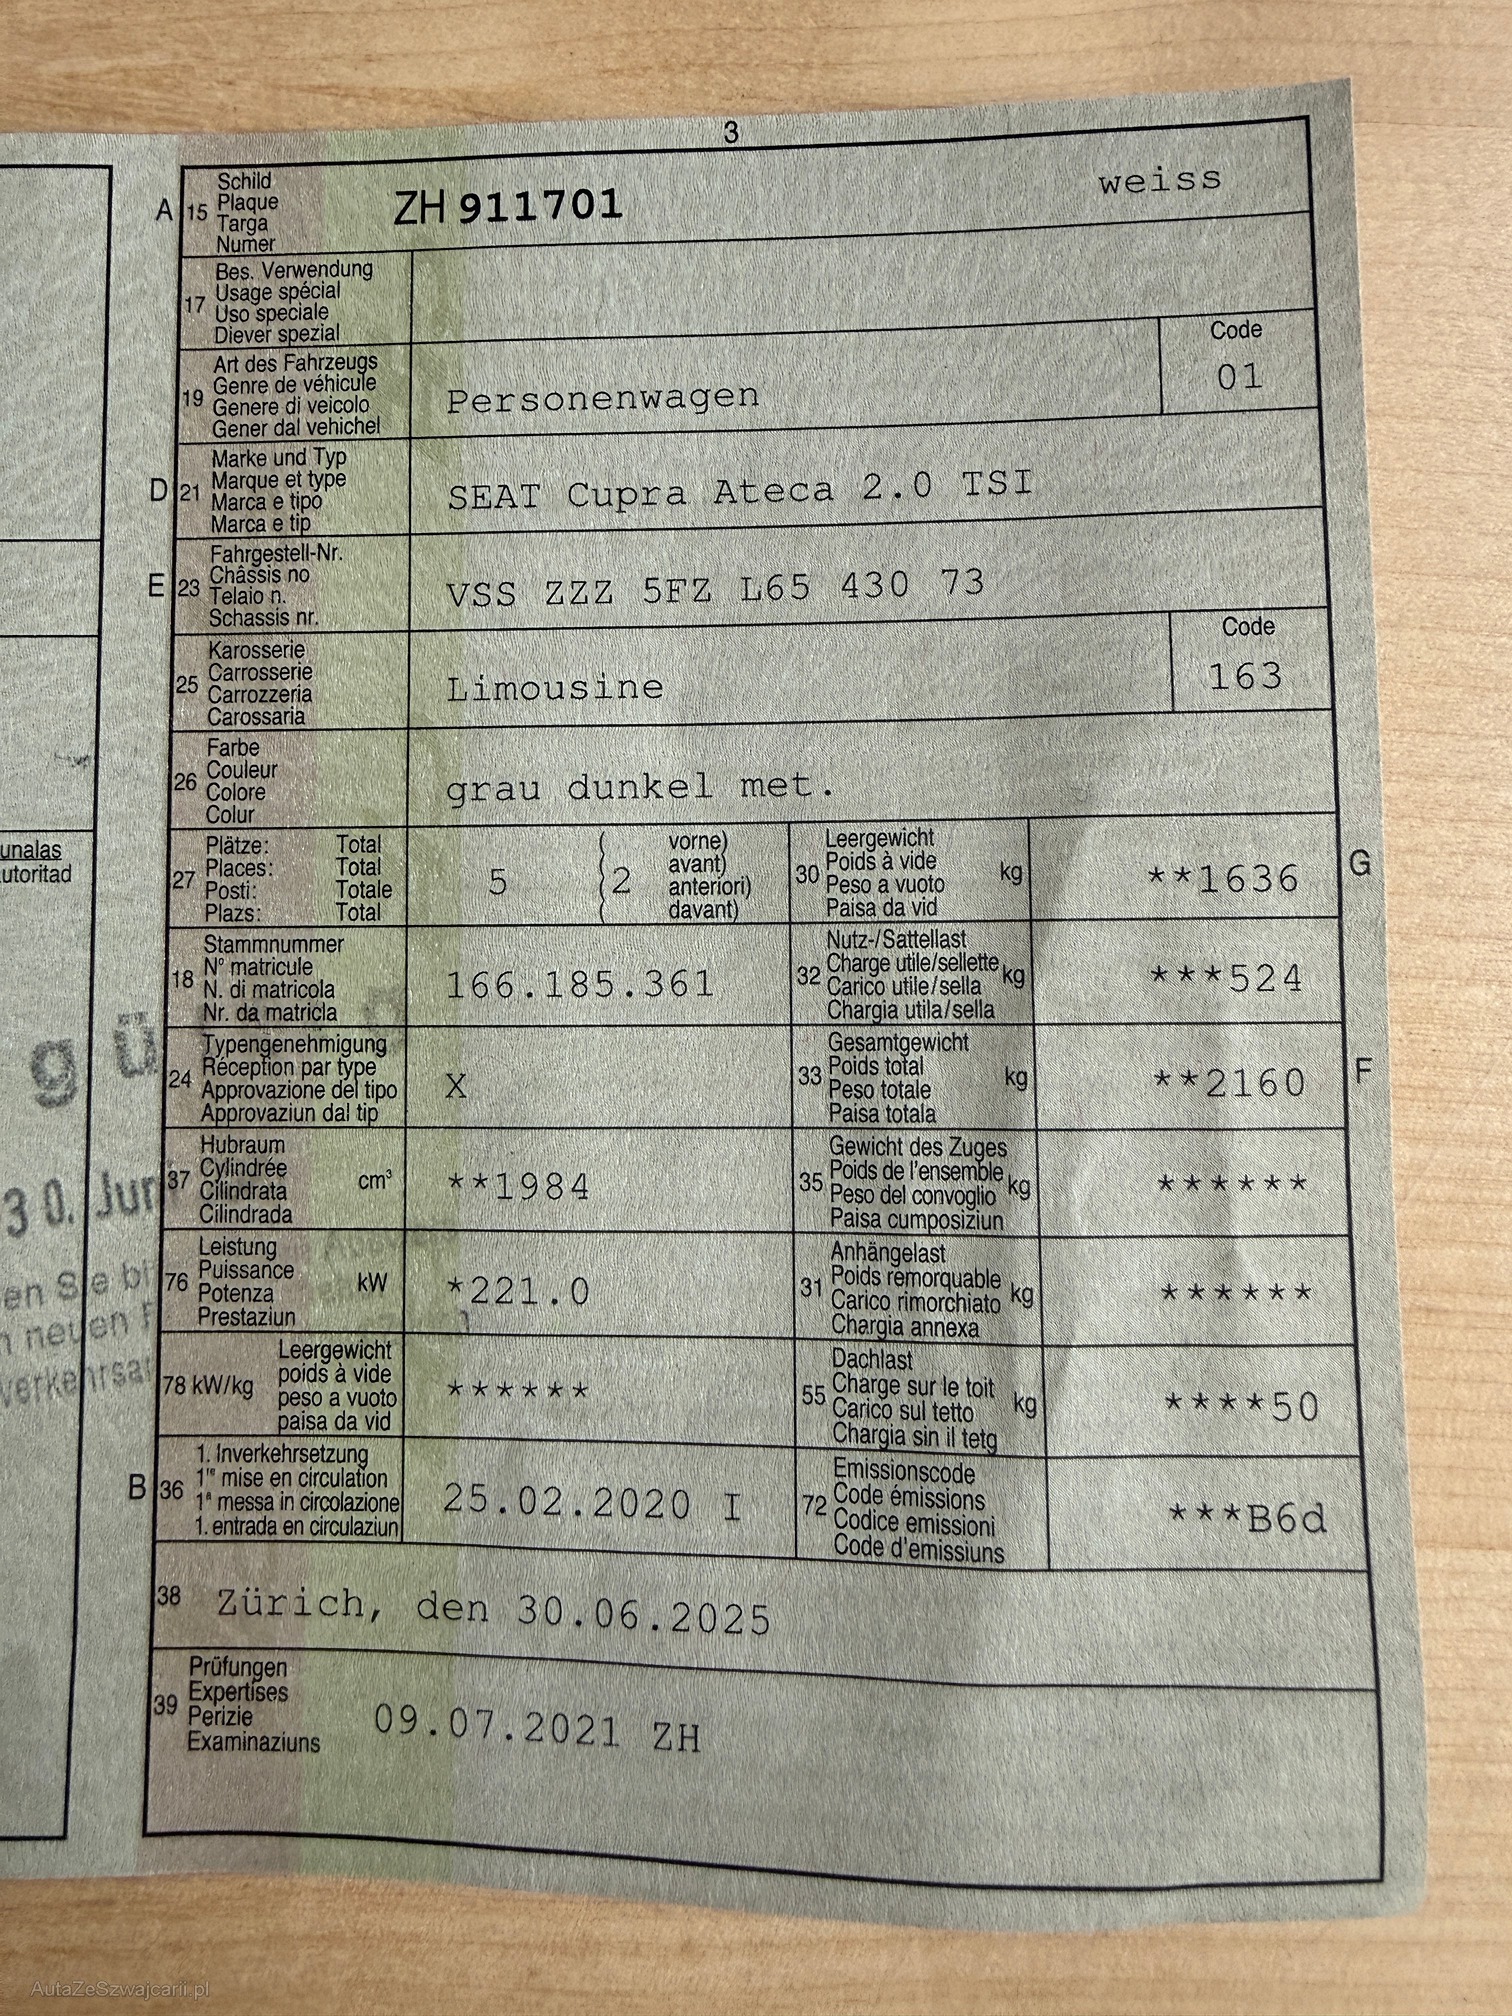 3
A 15 Schild
Plaque
Targa
Numer
ZH 911701 weiss
17 Bes. Verwendung
Usage spécial
Uso speciale
Diever spezial
19 Art des Fahrzeugs
Genre de véhicule
Genere di veicolo
Gener dal vehichel
Personenwagen
Code
01
D 21 Marke und Typ
Marque et type
Marca e tipo
Marca e tip
SEAT Cupra Ateca 2.0 TSI
E 23 Fahrgestell-Nr.
Châssis no
Telaio n.
Schassis nr.
VSS ZZZ 5FZ L65 430 73
25 Karosserie
Carrosserie
Carrozzeria
Carossaria
Limousine
Code
163
26 Farbe
Couleur
Colore
Colur
grau dunkel met.
27 Plätze: Total
Places: Total
Posti: Totale
Plazs: Total
5 ( 2 vorne)
avant)
anteriori)
davant)
30 Leergewicht
Poids à vide
Peso a vuoto
Paisa da vid
kg **1636 G
18 Stammnummer
N° matricule
N. di matricola
Nr. da matricla
166.185.361
32 Nutz-/Sattellast
Charge utile/sellette
Carico utile/sella
Chargia utila/sella
kg ***524
24 Typengenehmigung
Réception par type
Approvazione del tipo
Approvaziun dal tip
X
33 Gesamtgewicht
Poids total
Peso totale
Paisa totala
kg **2160 F
37 Hubraum
Cylindrée
Cilindrata
Cilindrada
cm³ **1984
35 Gewicht des Zuges
Poids de l'ensemble
Peso del convoglio
Paisa cumposiziun
kg ******
76 Leistung
Puissance
Potenza
Prestaziun
kW *221.0
31 Anhängelast
Poids remorquable
Carico rimorchiato
Chargia annexa
kg ******
78 kW/kg Leergewicht
poids à vide
peso a vuoto
paisa da vid
******
55 Dachlast
Charge sur le toit
Carico sul tetto
Chargia sin il tetg
kg ****50
B 36 1. Inverkehrsetzung
1re mise en circulation
1a messa in circolazione
1. entrada en circulaziun
25.02.2020 I
72 Emissionscode
Code émissions
Codice emissioni
Code d'emissiuns
***B6d
38 Zürich, den 30.06.2025
39 Prüfungen
Expertises
Perizie
Examinaziuns
09.07.2021 ZH
unalas
utoritad
g ü
30. Jun
en Sie bi
n neuen F
verkehrsa
AutaZeSzwajcarii.pl